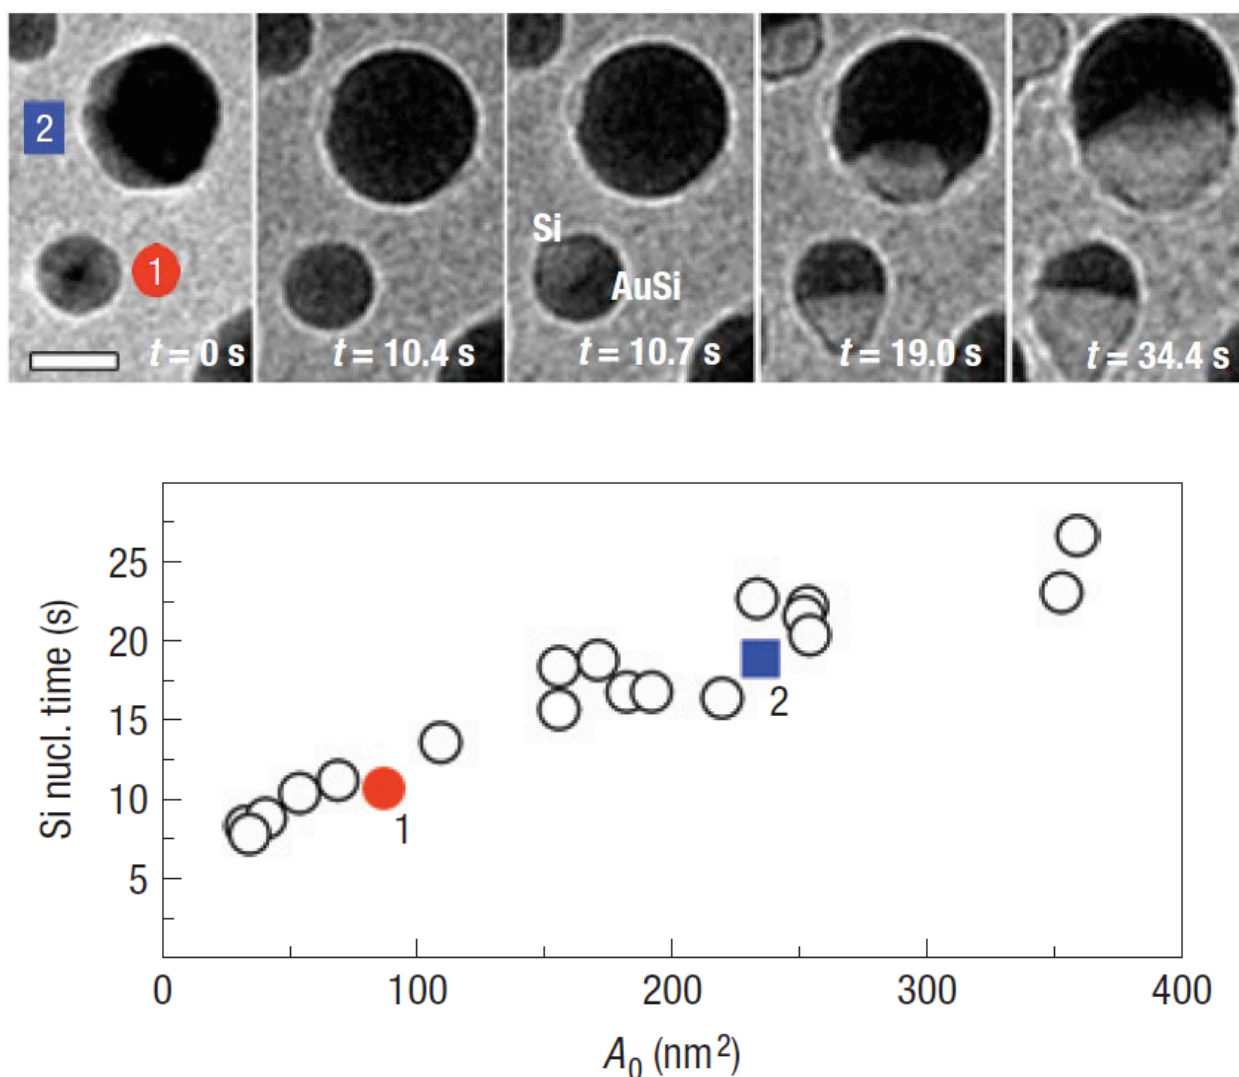 2
1
Si
AuSi
t = 0 s
t = 10.4 s
t = 10.7 s
t = 19.0 s
t = 34.4 s
Si nucl. time (s)
25
20
15
10
5
1
2
0
100
200
300
400
A₀ (nm²)